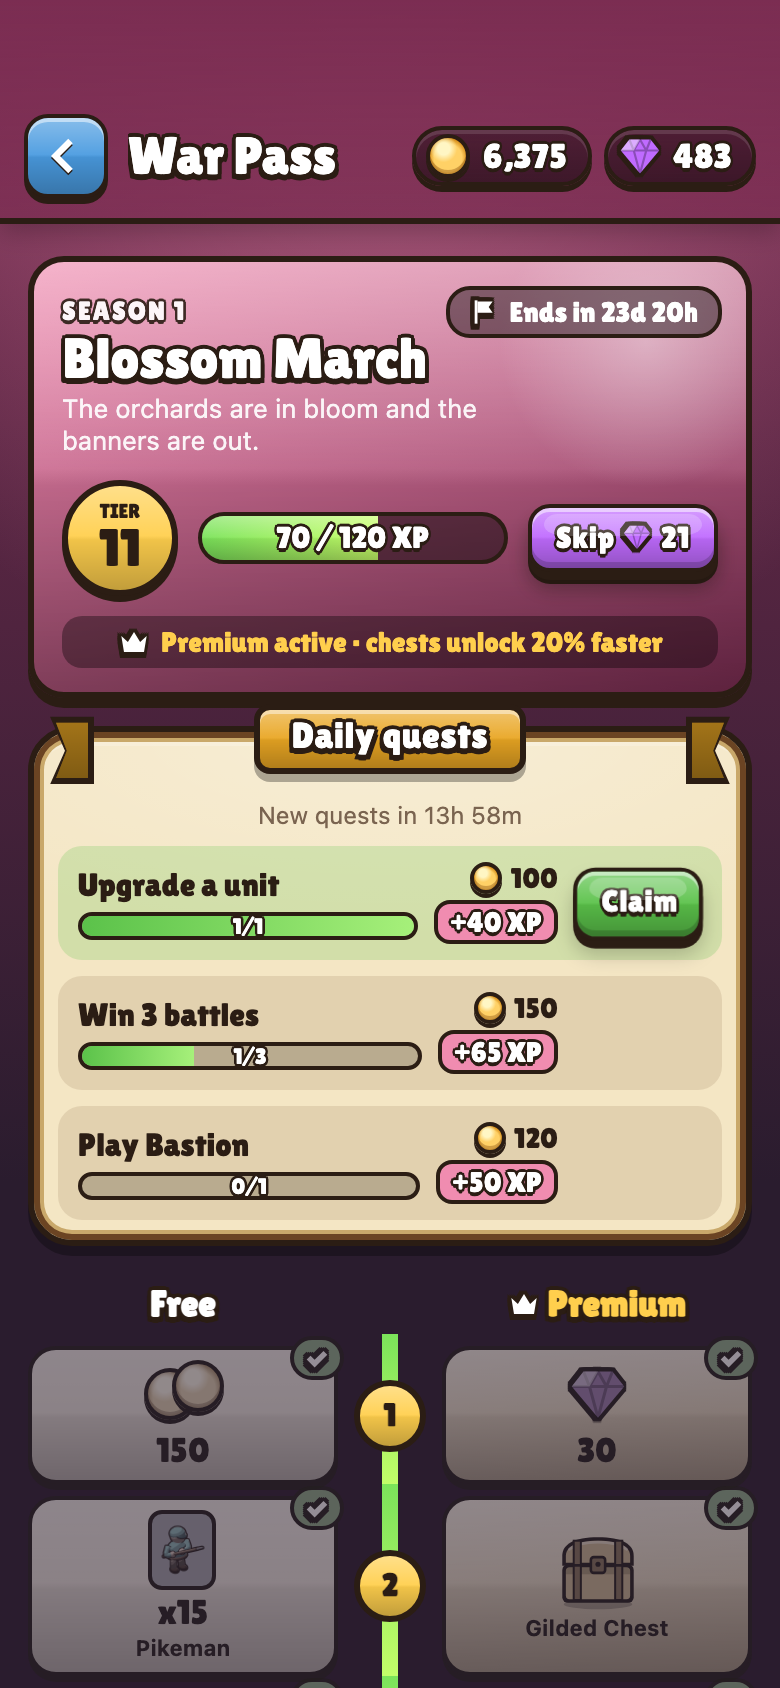 War Pass
6,375
483
SEASON 1
Ends in 23d 20h
Blossom March
The orchards are in bloom and the
banners are out.
TIER
11
70 / 120 XP
Skip 21
Premium active · chests unlock 20% faster
Daily quests
New quests in 13h 58m
Upgrade a unit
1/1
100
+40 XP
Claim
Win 3 battles
1/3
150
+65 XP
Play Bastion
0/1
120
+50 XP
Free
Premium
150
1
30
x15
Pikeman
2
Gilded Chest